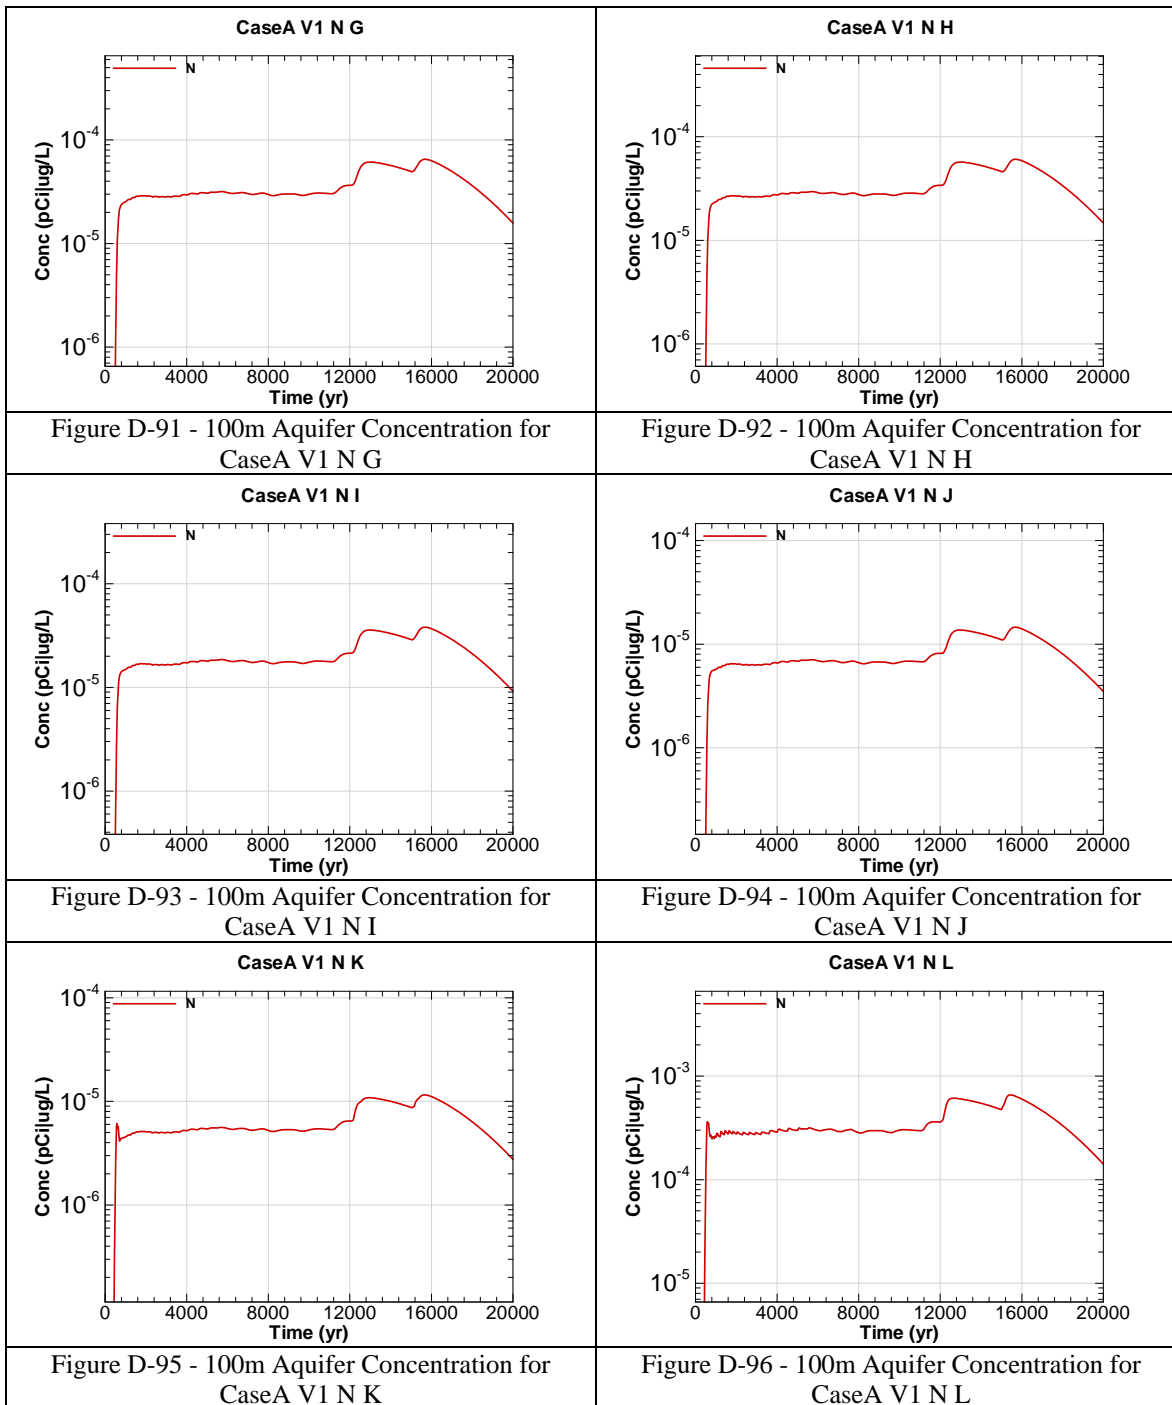 CaseA V1 N G
N
10-4
10-5
10-6
Conc (pCi|ug/L)
0 4000 8000 12000 16000 20000
Time (yr)
Figure D-91 - 100m Aquifer Concentration for
CaseA V1 N G
CaseA V1 N H
N
10-4
10-5
10-6
Conc (pCi|ug/L)
0 4000 8000 12000 16000 20000
Time (yr)
Figure D-92 - 100m Aquifer Concentration for
CaseA V1 N H
CaseA V1 N I
N
10-4
10-5
10-6
Conc (pCi|ug/L)
0 4000 8000 12000 16000 20000
Time (yr)
Figure D-93 - 100m Aquifer Concentration for
CaseA V1 N I
CaseA V1 N J
N
10-4
10-5
10-6
Conc (pCi|ug/L)
0 4000 8000 12000 16000 20000
Time (yr)
Figure D-94 - 100m Aquifer Concentration for
CaseA V1 N J
CaseA V1 N K
N
10-4
10-5
10-6
Conc (pCi|ug/L)
0 4000 8000 12000 16000 20000
Time (yr)
Figure D-95 - 100m Aquifer Concentration for
CaseA V1 N K
CaseA V1 N L
N
10-3
10-4
10-5
Conc (pCi|ug/L)
0 4000 8000 12000 16000 20000
Time (yr)
Figure D-96 - 100m Aquifer Concentration for
CaseA V1 N L